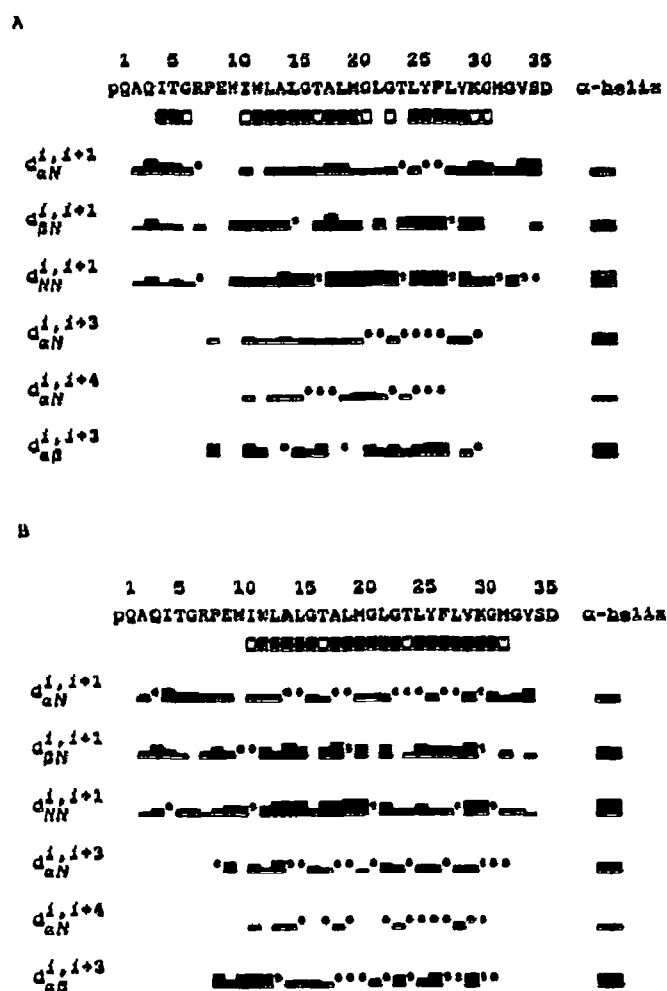 A
1 5 10 15 20 25 30 35
pQAQITGRPEWIWLALGTALMGLGTLYFLVKGMGVSD α-helix
d^{i,i+1}_{αN}
d^{i,i+1}_{βN}
d^{i,i+1}_{NN}
d^{i,i+3}_{αN}
d^{i,i+4}_{αN}
d^{i,i+3}_{αβ}
B
1 5 10 15 20 25 30 35
pQAQITGRPEWIWLALGTALMGLGTLYFLVKGMGVSD α-helix
d^{i,i+1}_{αN}
d^{i,i+1}_{βN}
d^{i,i+1}_{NN}
d^{i,i+3}_{αN}
d^{i,i+4}_{αN}
d^{i,i+3}_{αβ}